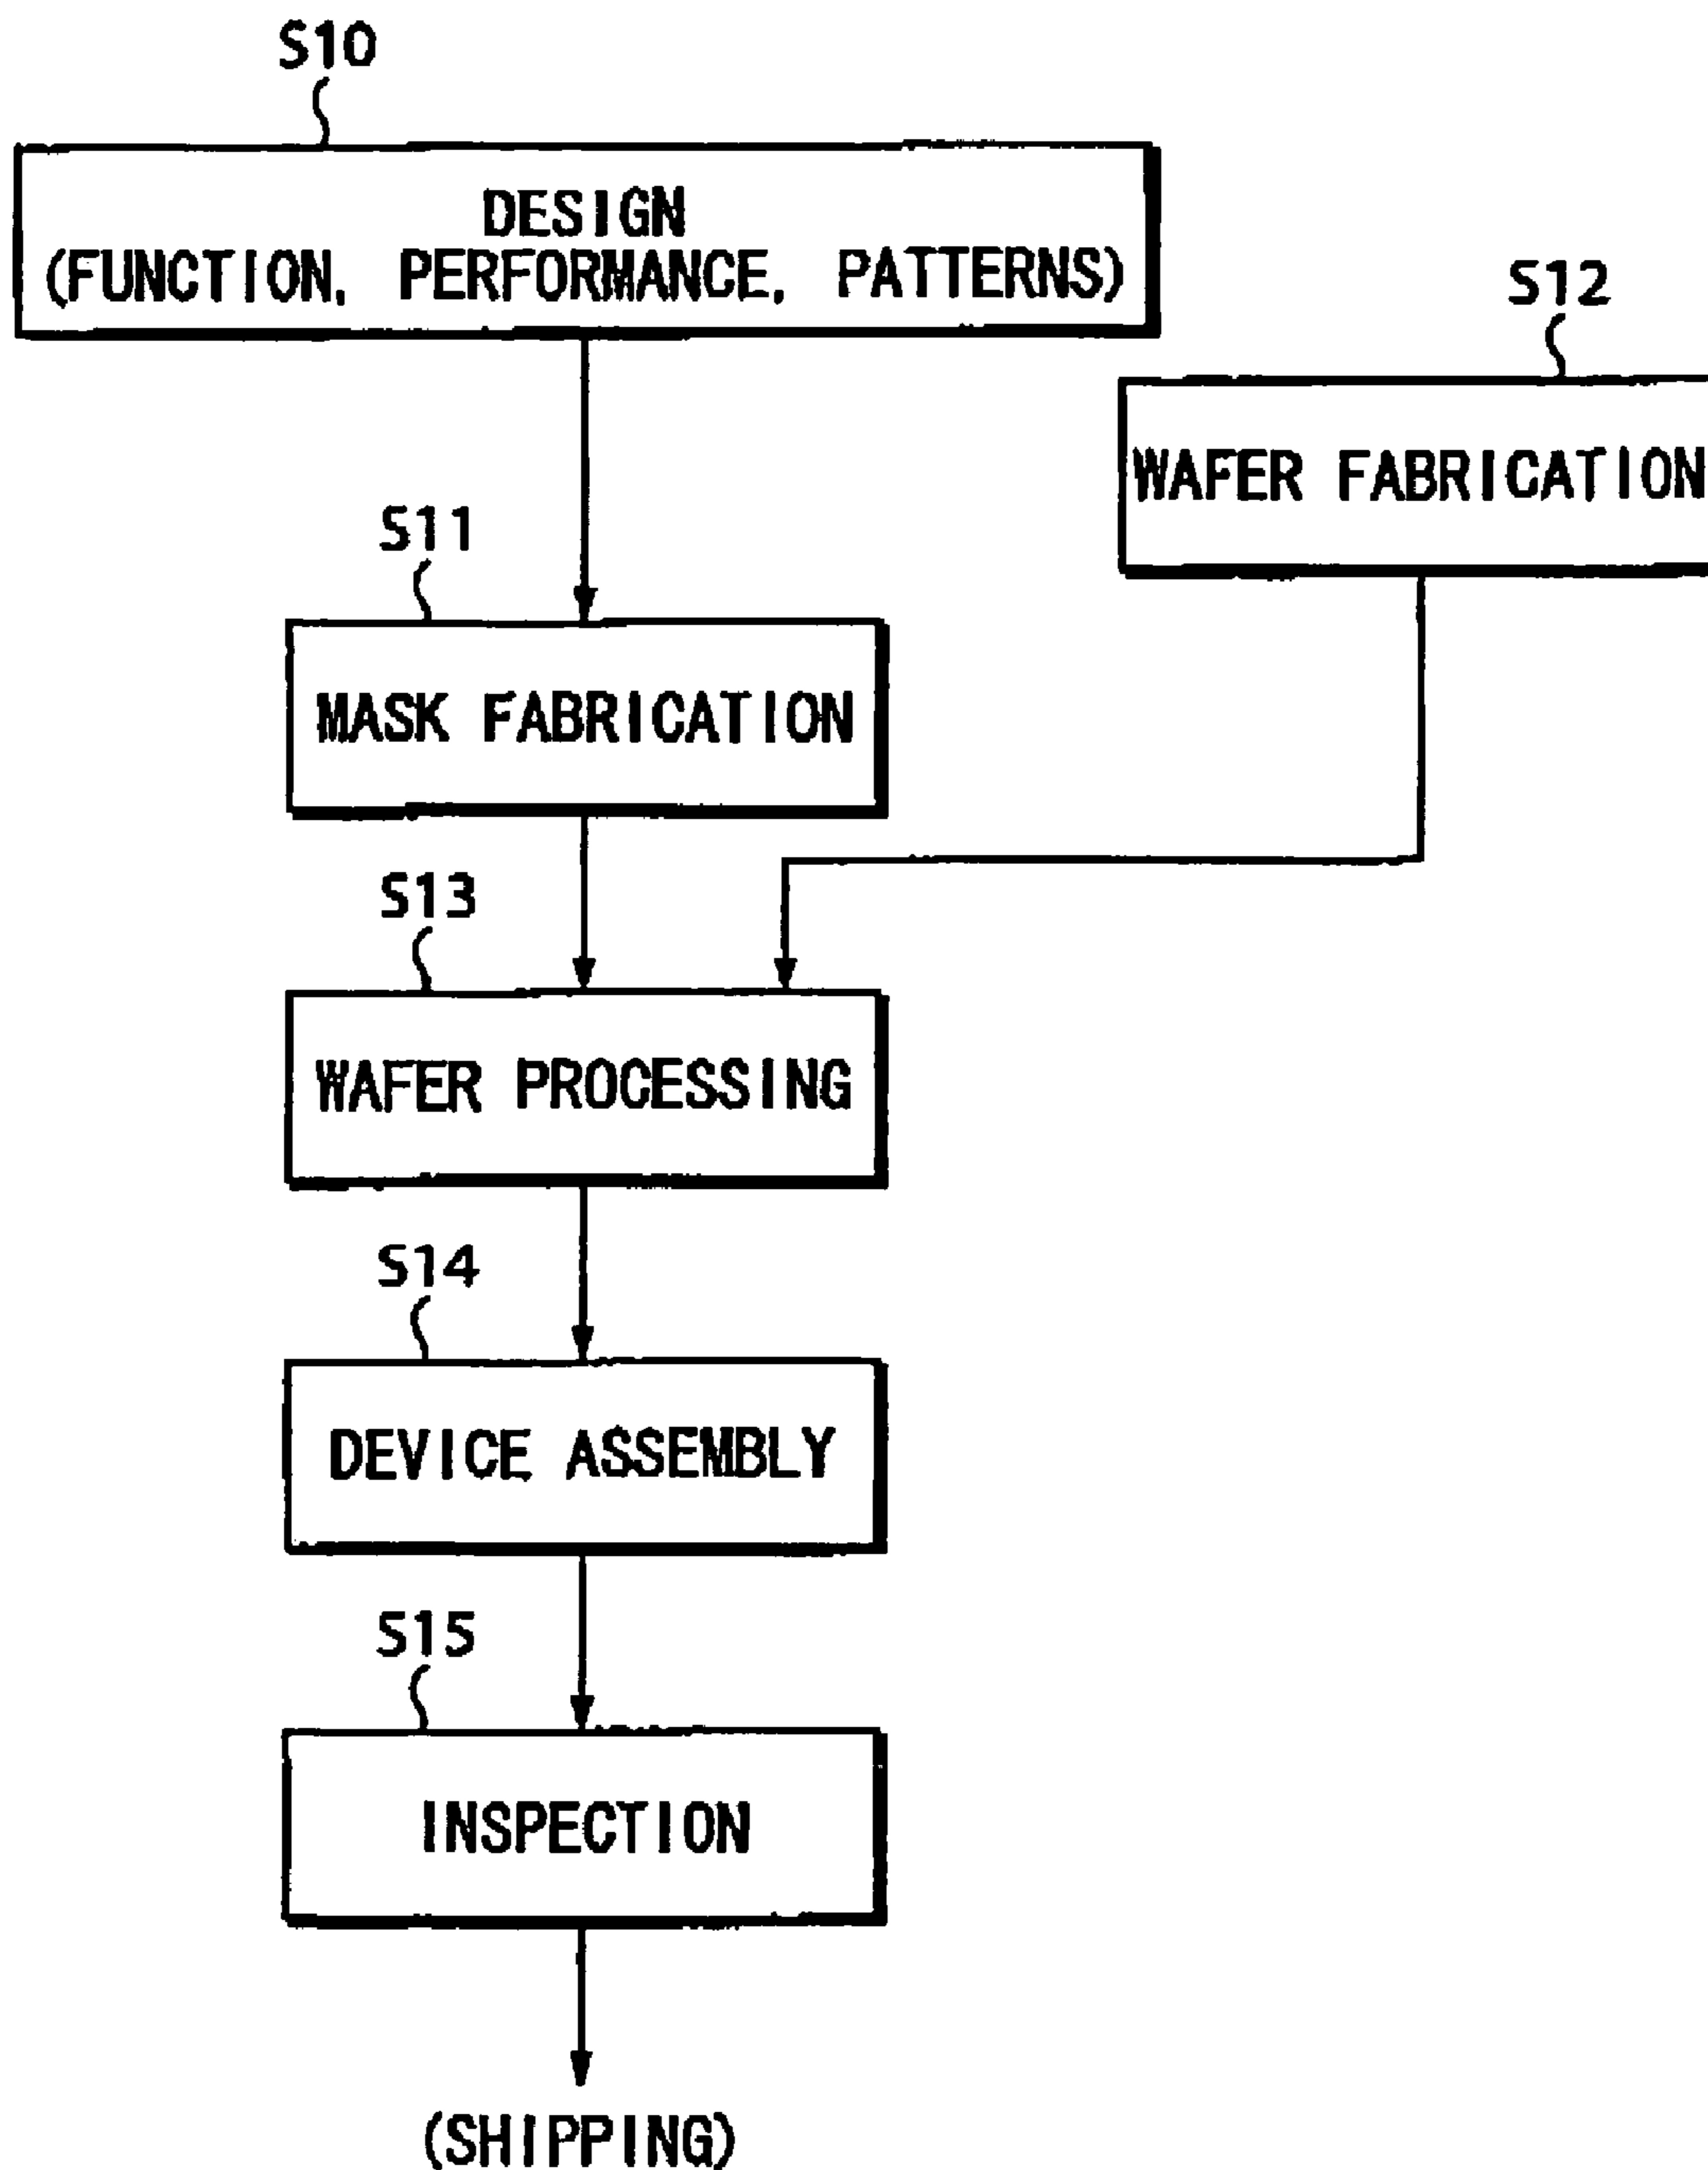 S10
DESIGN
(FUNCTION, PERFORMANCE, PATTERNS)
S12
WAFER FABRICATION
S11
MASK FABRICATION
S13
WAFER PROCESSING
S14
DEVICE ASSEMBLY
S15
INSPECTION
(SHIPPING)